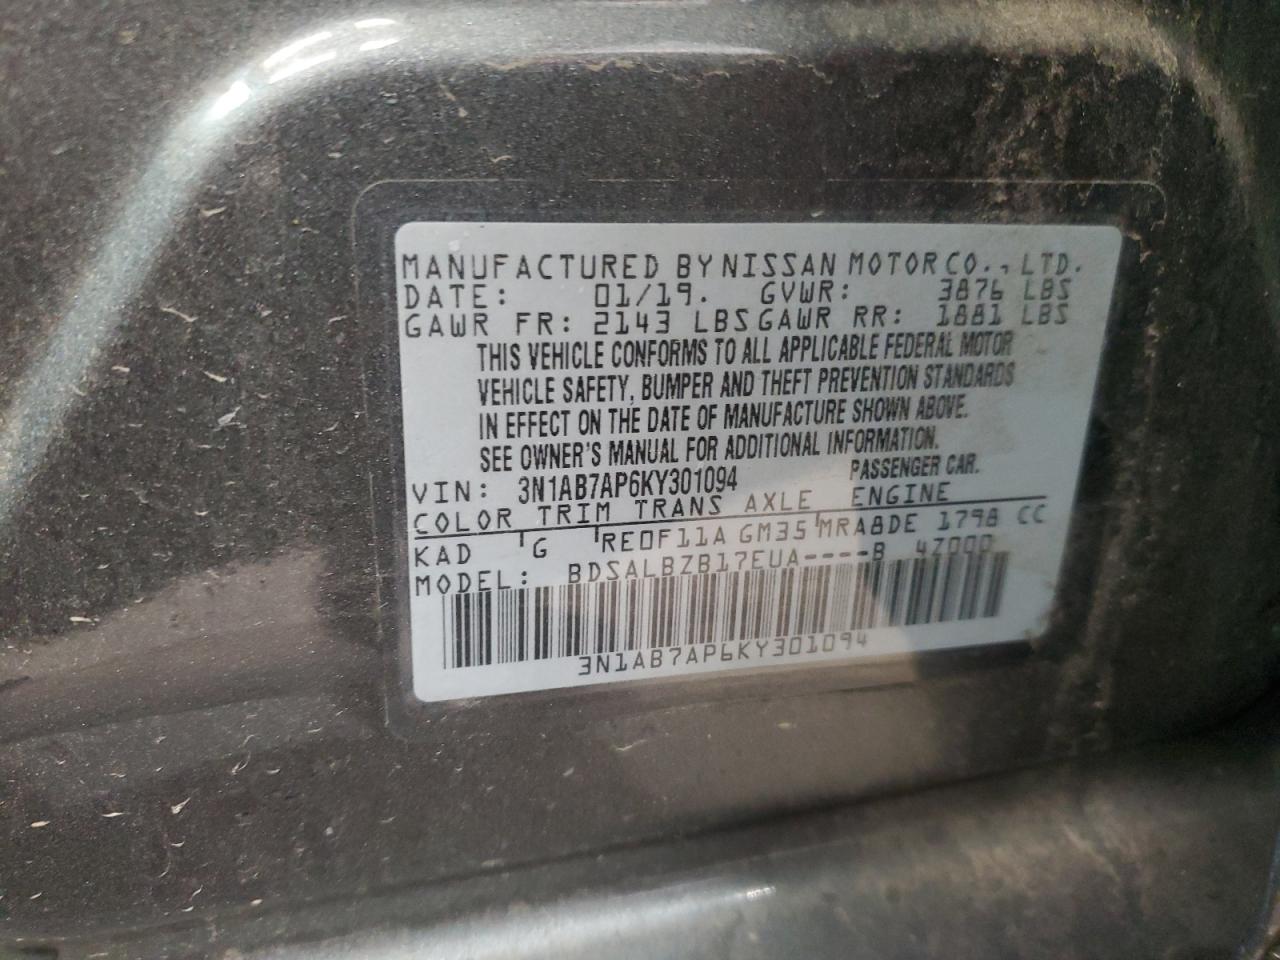 MANUFACTURED BY NISSAN MOTOR CO., LTD.
DATE: 01/19. GVWR: 3876 LBS
GAWR FR: 2143 LBS GAWR RR: 1881 LBS
THIS VEHICLE CONFORMS TO ALL APPLICABLE FEDERAL MOTOR
VEHICLE SAFETY, BUMPER AND THEFT PREVENTION STANDARDS
IN EFFECT ON THE DATE OF MANUFACTURE SHOWN ABOVE.
SEE OWNER'S MANUAL FOR ADDITIONAL INFORMATION.
VIN: 3N1AB7AP6KY301094 PASSENGER CAR.
COLOR TRIM TRANS AXLE ENGINE
KAD G RE0F11A GM35 MRA8DE 1798 CC
MODEL: BDSALBZB17EUA----B 4Z000
3N1AB7AP6KY301094